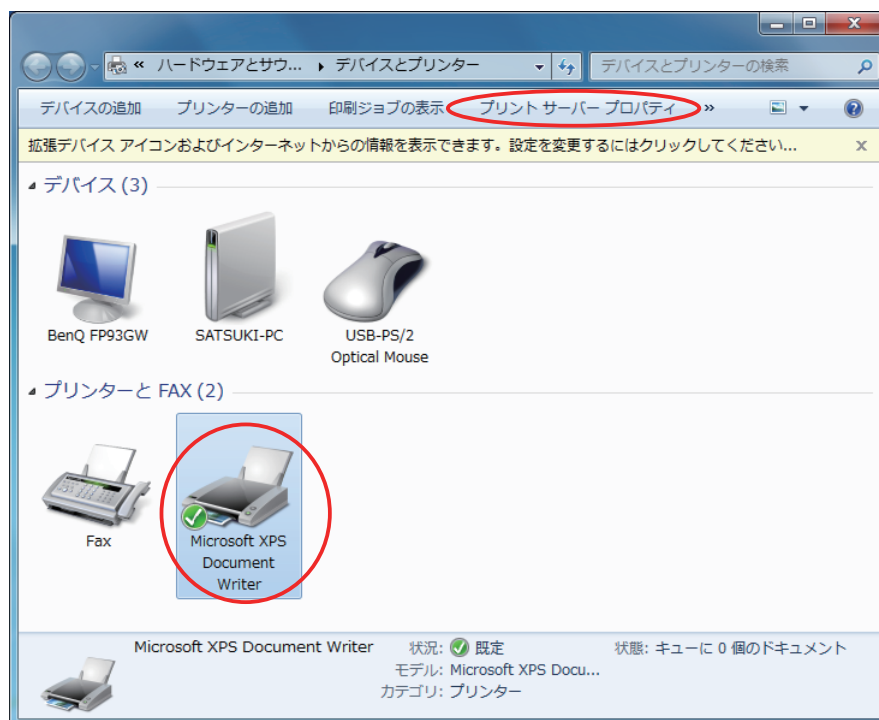 « ハードウェアとサウ... ▸ デバイスとプリンター デバイスとプリンターの検索
デバイスの追加 プリンターの追加 印刷ジョブの表示 プリント サーバー プロパティ »
拡張デバイス アイコンおよびインターネットからの情報を表示できます。設定を変更するにはクリックしてください... x
デバイス (3)
BenQ FP93GW SATSUKI-PC USB-PS/2
Optical Mouse
プリンターと FAX (2)
Fax Microsoft XPS
Document
Writer
Microsoft XPS Document Writer 状況: 既定 状態: キューに 0 個のドキュメント
モデル: Microsoft XPS Docu...
カテゴリ: プリンター